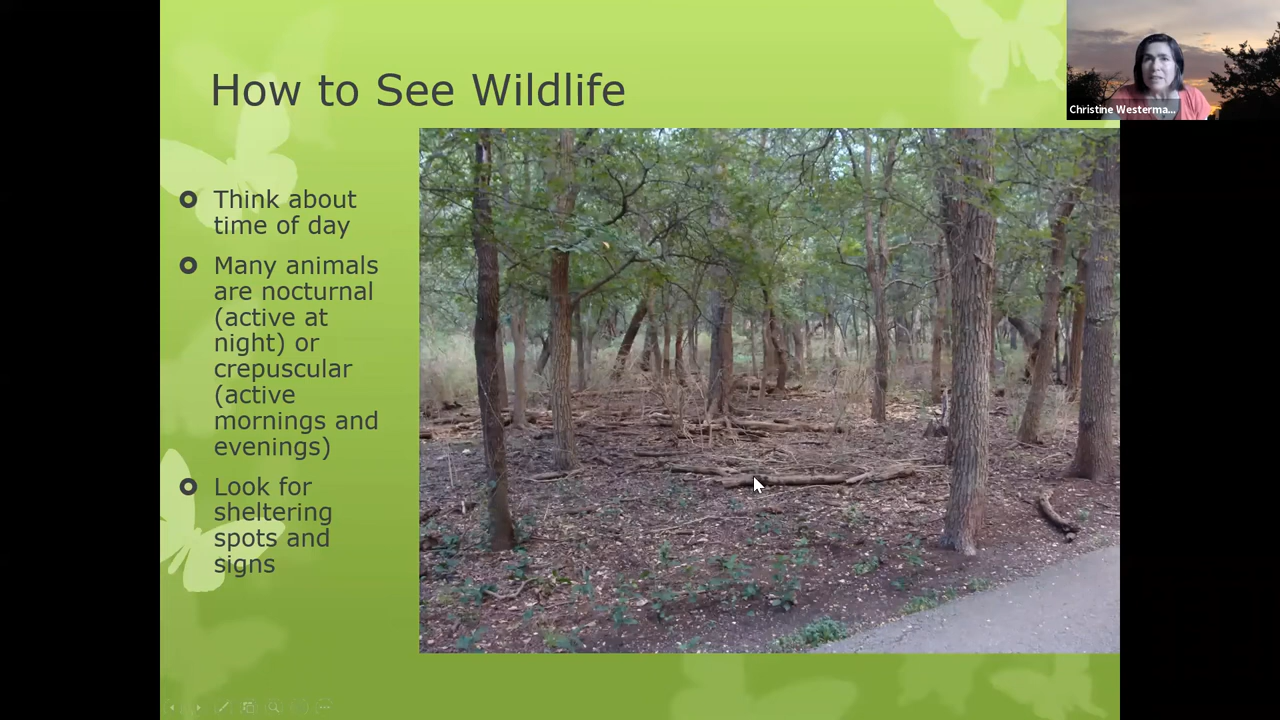 How to See Wildlife
Christine Westerma...
Think about
time of day
Many animals
are nocturnal
(active at
night) or
crepuscular
(active
mornings and
evenings)
Look for
sheltering
spots and
signs